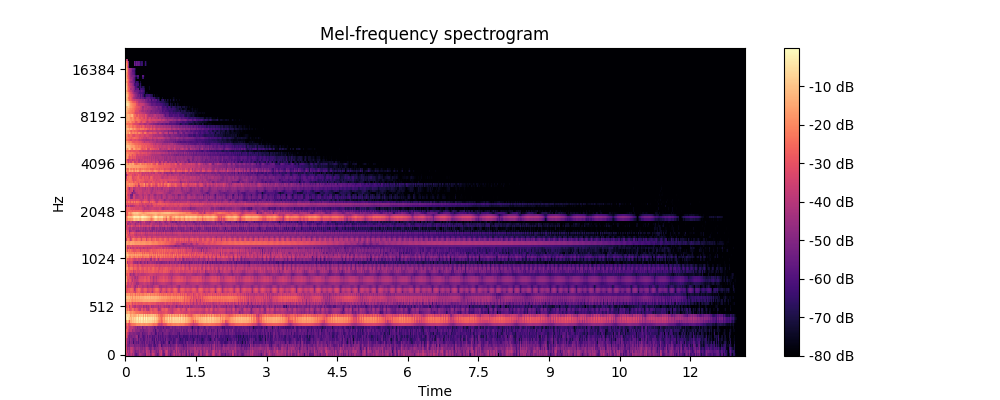 Mel-frequency spectrogram
Hz
16384
8192
4096
2048
1024
512
0
0 1.5 3 4.5 6 7.5 9 10 12
Time
-10 dB
-20 dB
-30 dB
-40 dB
-50 dB
-60 dB
-70 dB
-80 dB